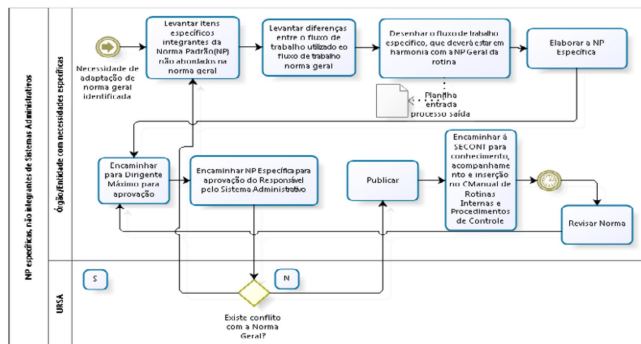 NP específicas, não integrantes de Sistemas Administrativos
Órgão/Entidade com necessidades específicas
URSA
Necessidade de
adaptação de
norma geral
identificada
Levantar itens
específicos
integrantes da
Norma Padrão(NP)
não abordados na
norma geral
Levantar diferenças
entre o fluxo de
trabalho utilizado eo
fluxo de trabalho
norma geral
Desenhar o fluxo de trabalho
específico, que deverá estar em
harmonia com a NP Geral da
rotina
Elaborar a NP
Específica
Planilha
entrada
processo saída
Encaminhar
para Dirigente
Máximo para
aprovação
Encaminhar NP Específica para
aprovação do Responsável
pelo Sistema Administrativo
Publicar
Encaminhar à
SECONT para
conhecimento,
acompanhame
nto e inserção
no CManual de
Rotinas
Internas e
Procedimentos
de Controle
Revisar Norma
S
N
Existe conflito
com a Norma
Geral?